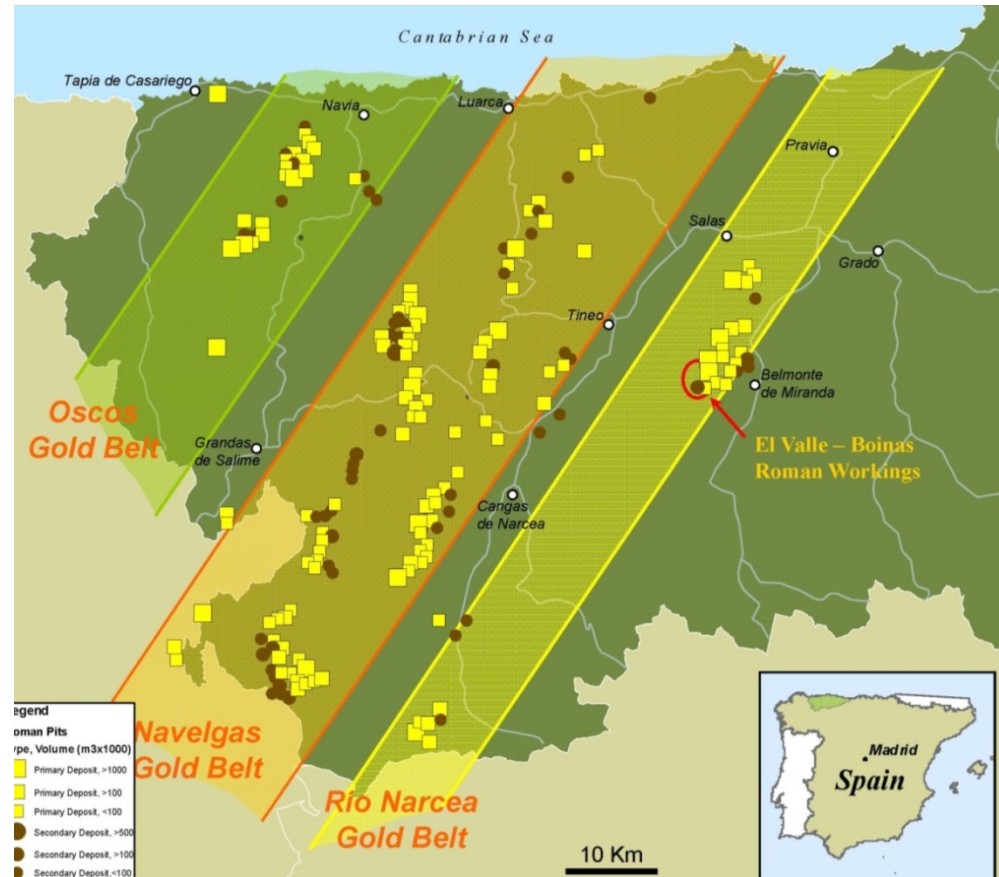 Cantabrian Sea
Tapia de Casariego
Navia
Luarca
Pravia
Salas
Grado
Tineo
Belmonte
de Miranda
Oscos
Gold Belt
Grandas
de Salime
El Valle – Boinas
Roman Workings
Cangas
de Narcea
Navelgas
Gold Belt
Río Narcea
Gold Belt
egend
oman Pits
ype, Volume (m3x1000)
Primary Deposit, >1000
Primary Deposit, >100
Primary Deposit, <100
Secondary Deposit, >500
Secondary Deposit, >100
Secondary Deposit, <100
10 Km
Madrid
Spain